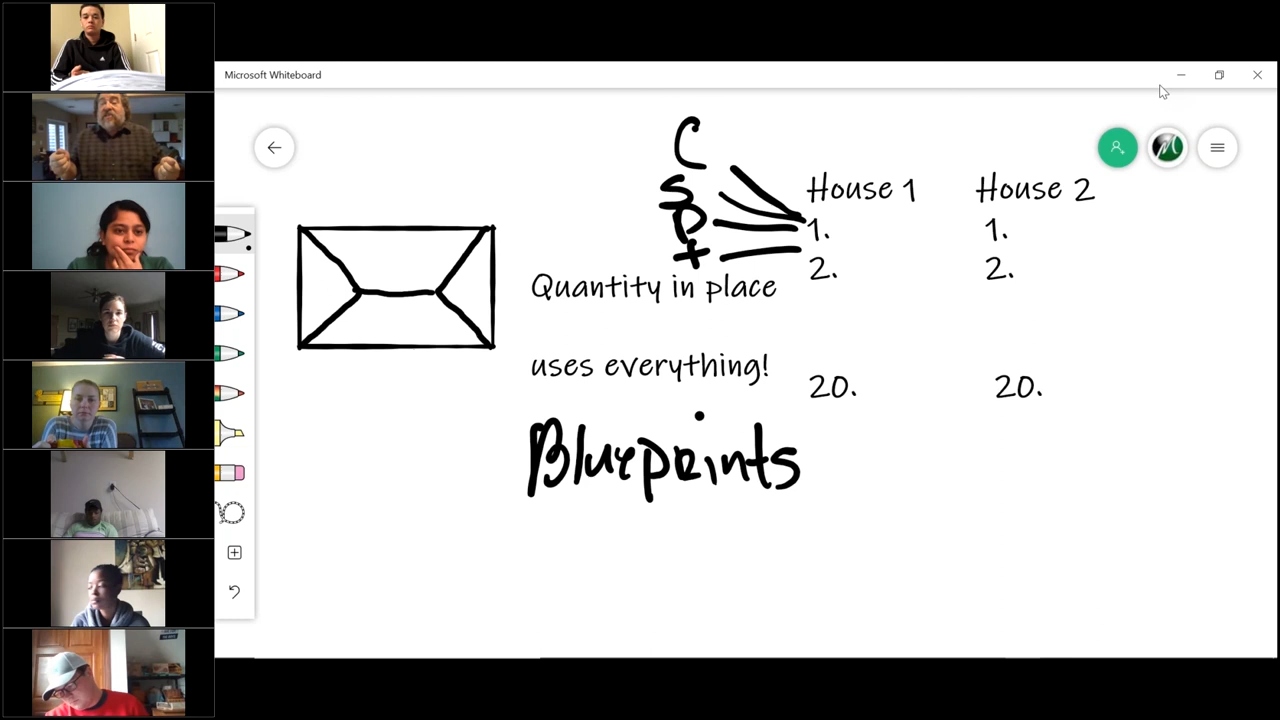 Microsoft Whiteboard
C
S
P
+
House 1
1.
2.
20.
House 2
1.
2.
20.
Quantity in place
uses everything!
Blueprints